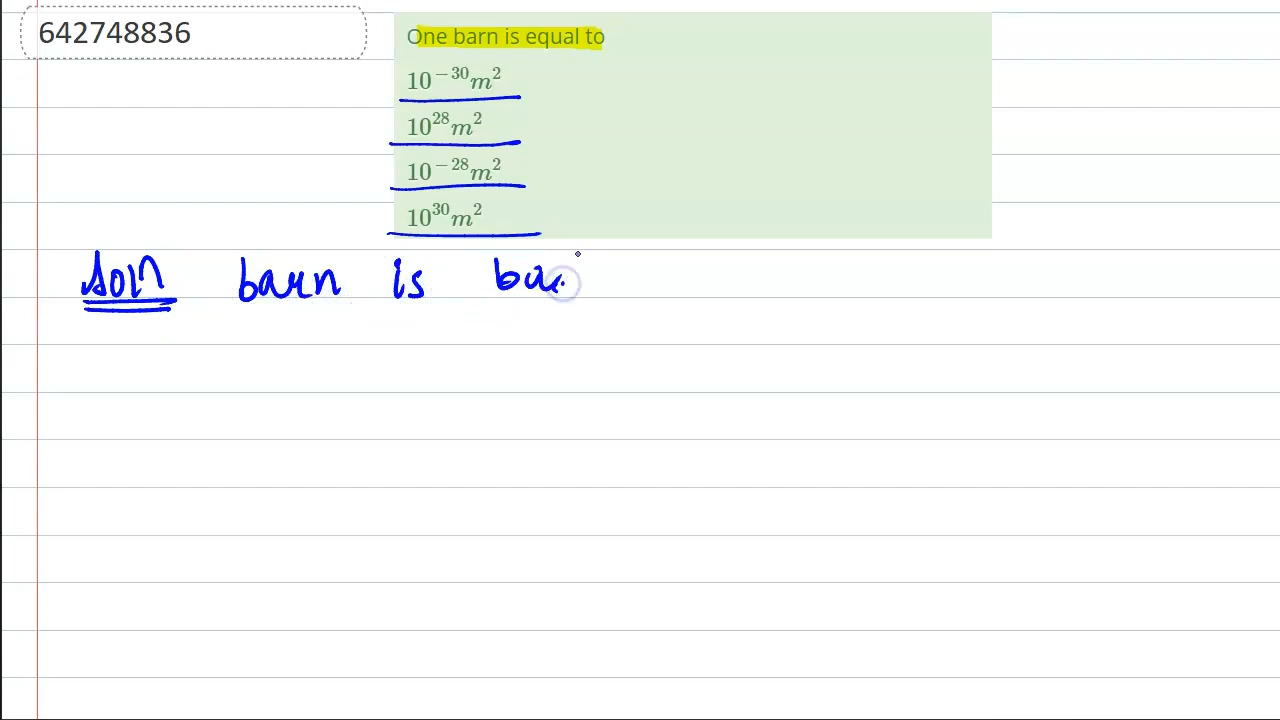 642748836
One barn is equal to
10^{-30}m^2
10^{28}m^2
10^{-28}m^2
10^{30}m^2
Soln barn is